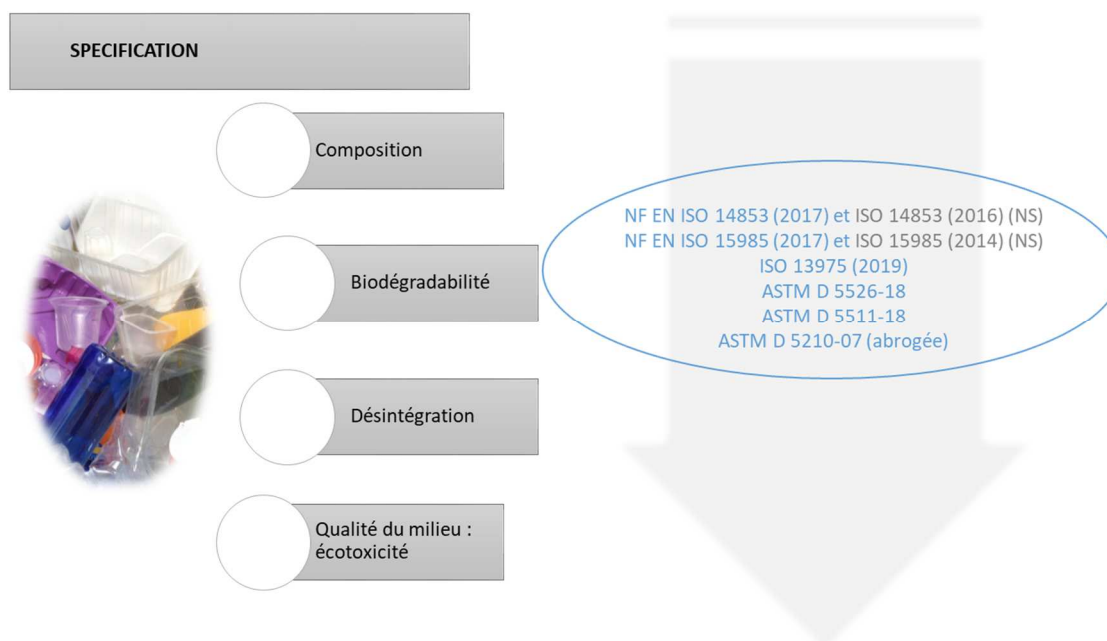 SPECIFICATION
Composition
Biodégradabilité
Désintégration
Qualité du milieu :
écotoxicité
NF EN ISO 14853 (2017) et ISO 14853 (2016) (NS)
NF EN ISO 15985 (2017) et ISO 15985 (2014) (NS)
ISO 13975 (2019)
ASTM D 5526-18
ASTM D 5511-18
ASTM D 5210-07 (abrogée)